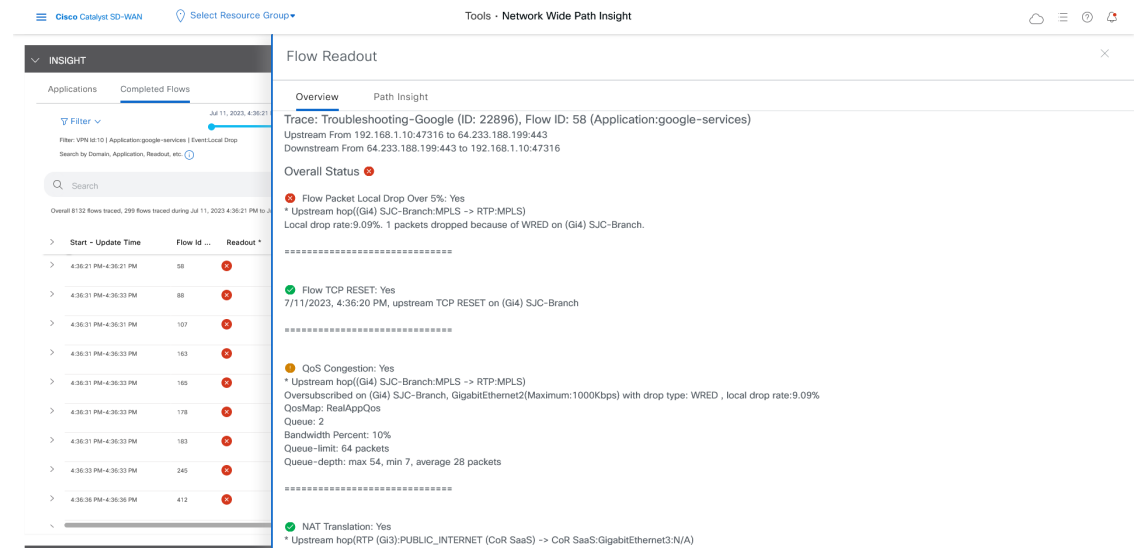 Cisco Catalyst SD-WAN
Select Resource Group▾
Tools · Network Wide Path Insight
INSIGHT
Applications
Completed Flows
Jul 11, 2023, 4:36:21
Filter
Filter: VPN Id:10 | Application:google-services | Event:Local Drop
Search by Domain, Application, Readout, etc.
Search
Overall 8132 flows traced, 299 flows traced during Jul 11, 2023 4:36:21 PM to
Start - Update Time Flow Id ... Readout *
4:36:21 PM-4:36:21 PM 58
4:36:31 PM-4:36:33 PM 88
4:36:31 PM-4:36:31 PM 107
4:36:31 PM-4:36:33 PM 163
4:36:31 PM-4:36:33 PM 165
4:36:31 PM-4:36:33 PM 178
4:36:31 PM-4:36:33 PM 183
4:36:33 PM-4:36:33 PM 245
4:36:36 PM-4:36:36 PM 412
Flow Readout
Overview
Path Insight
Trace: Troubleshooting-Google (ID: 22896), Flow ID: 58 (Application:google-services)
Upstream From 192.168.1.10:47316 to 64.233.188.199:443
Downstream From 64.233.188.199:443 to 192.168.1.10:47316
Overall Status
Flow Packet Local Drop Over 5%: Yes
* Upstream hop((Gi4) SJC-Branch:MPLS -> RTP:MPLS)
Local drop rate:9.09%. 1 packets dropped because of WRED on (Gi4) SJC-Branch.
==============================
Flow TCP RESET: Yes
7/11/2023, 4:36:20 PM, upstream TCP RESET on (Gi4) SJC-Branch
==============================
QoS Congestion: Yes
* Upstream hop((Gi4) SJC-Branch:MPLS -> RTP:MPLS)
Oversubscribed on (Gi4) SJC-Branch, GigabitEthernet2(Maximum:1000Kbps) with drop type: WRED , local drop rate:9.09%
QosMap: RealAppQos
Queue: 2
Bandwidth Percent: 10%
Queue-limit: 64 packets
Queue-depth: max 54, min 7, average 28 packets
==============================
NAT Translation: Yes
* Upstream hop(RTP (Gi3):PUBLIC_INTERNET (CoR SaaS) -> CoR SaaS:GigabitEthernet3:N/A)